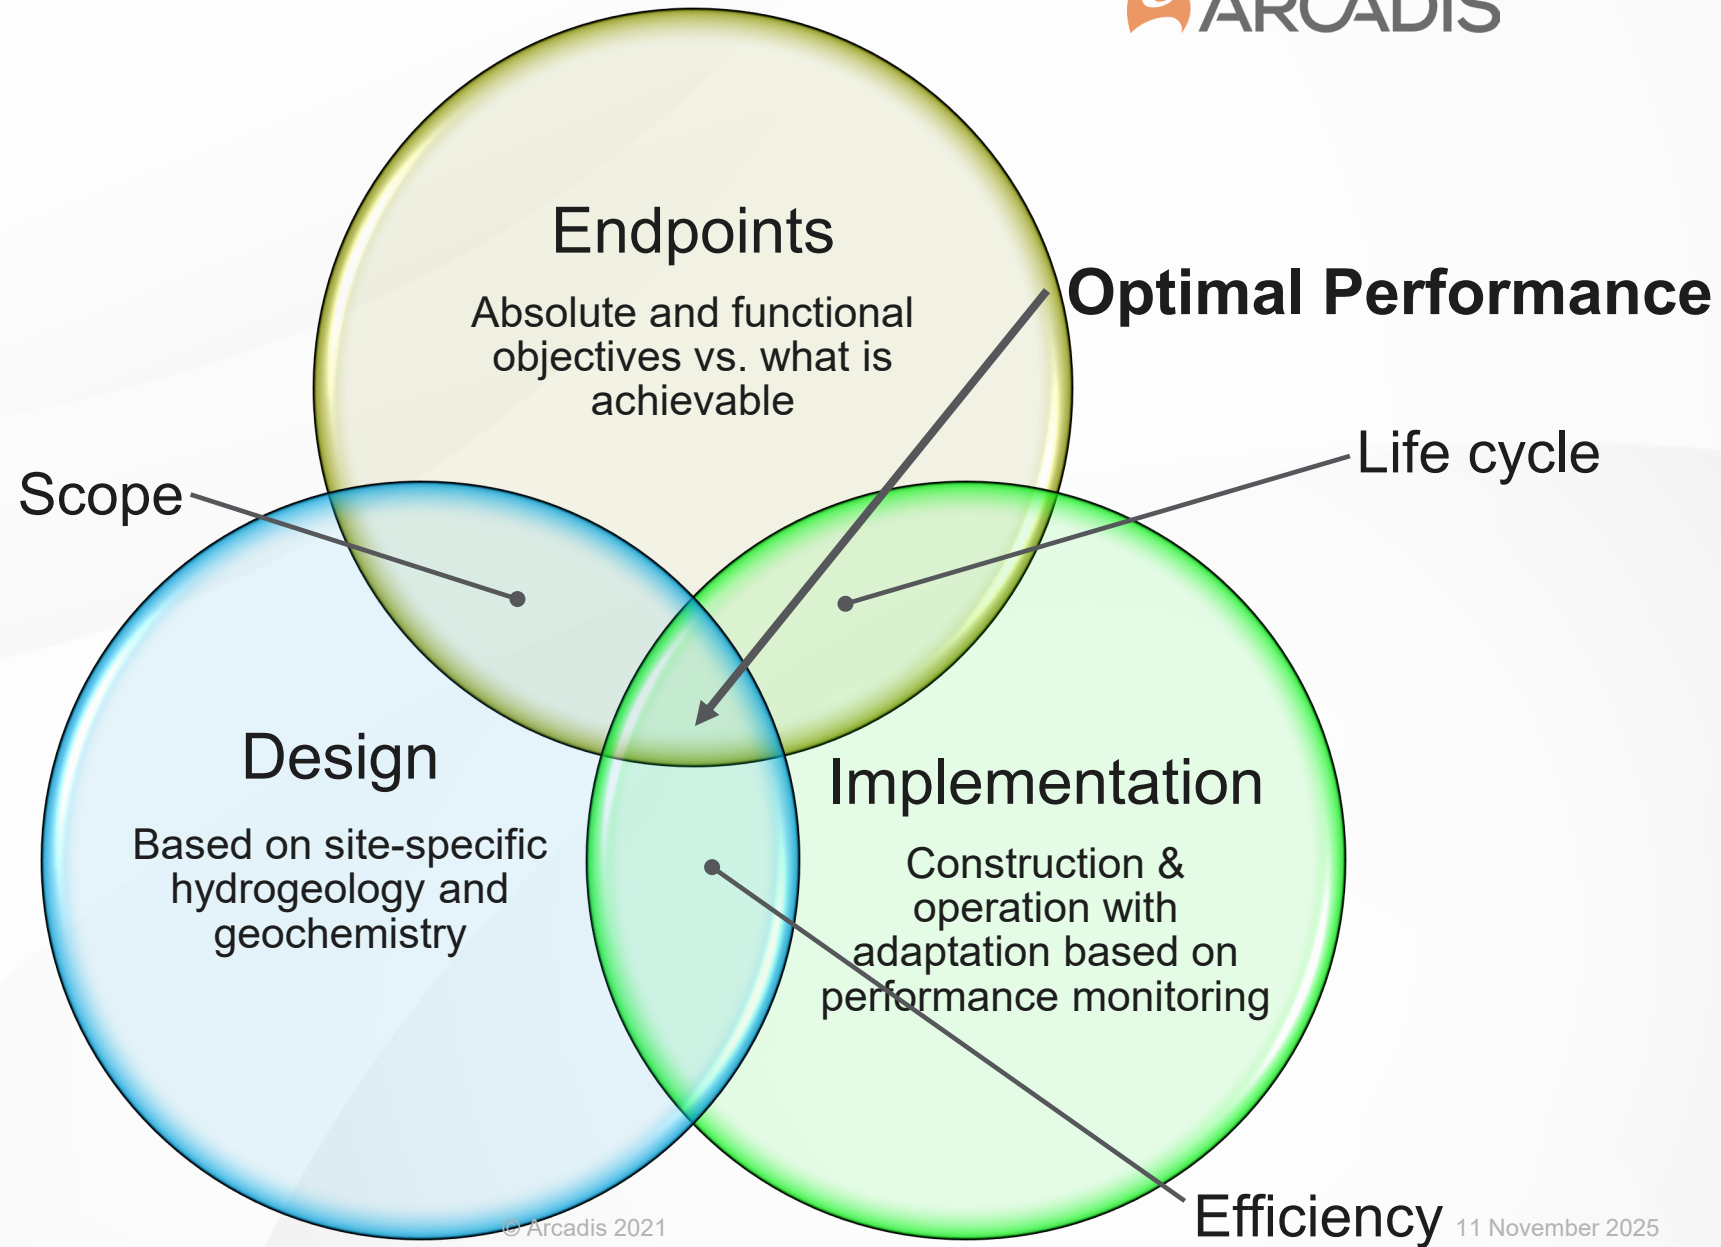 ARCADIS
Endpoints
Absolute and functional
objectives vs. what is
achievable
Optimal Performance
Life cycle
Scope
Design
Based on site-specific
hydrogeology and
geochemistry
Implementation
Construction &
operation with
adaptation based on
performance monitoring
Efficiency
© Arcadis 2021
11 November 2025